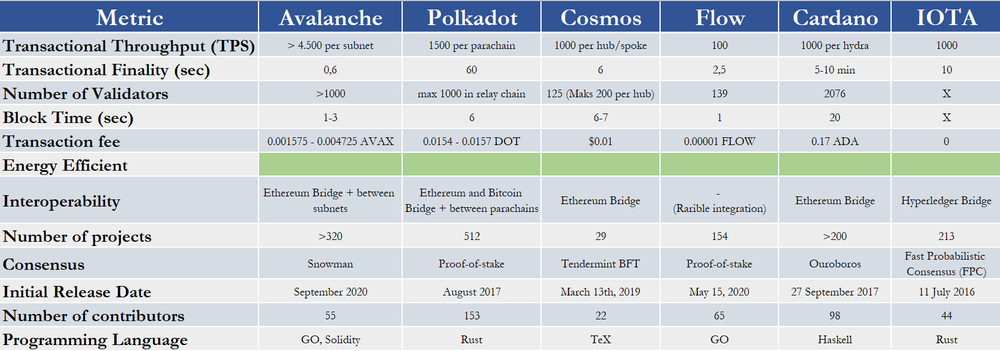 Metric Avalanche Polkadot Cosmos Flow Cardano IOTA
Transactional Throughput (TPS) > 4.500 per subnet 1500 per parachain 1000 per hub/spoke 100 1000 per hydra 1000
Transactional Finality (sec) 0,6 60 6 2,5 5-10 min 10
Number of Validators >1000 max 1000 in relay chain 125 (Maks 200 per hub) 139 2076 X
Block Time (sec) 1-3 6 6-7 1 20 X
Transaction fee 0.001575 - 0.004725 AVAX 0.0154 - 0.0157 DOT $0.01 0.00001 FLOW 0.17 ADA 0
Energy Efficient
Interoperability Ethereum Bridge + between subnets Ethereum and Bitcoin Bridge + between parachains Ethereum Bridge - (Rarible integration) Ethereum Bridge Hyperledger Bridge
Number of projects >320 512 29 154 >200 213
Consensus Snowman Proof-of-stake Tendermint BFT Proof-of-stake Ouroboros Fast Probabilistic Consensus (FPC)
Initial Release Date September 2020 August 2017 March 13th, 2019 May 15, 2020 27 September 2017 11 July 2016
Number of contributors 55 153 22 65 98 44
Programming Language GO, Solidity Rust TeX GO Haskell Rust